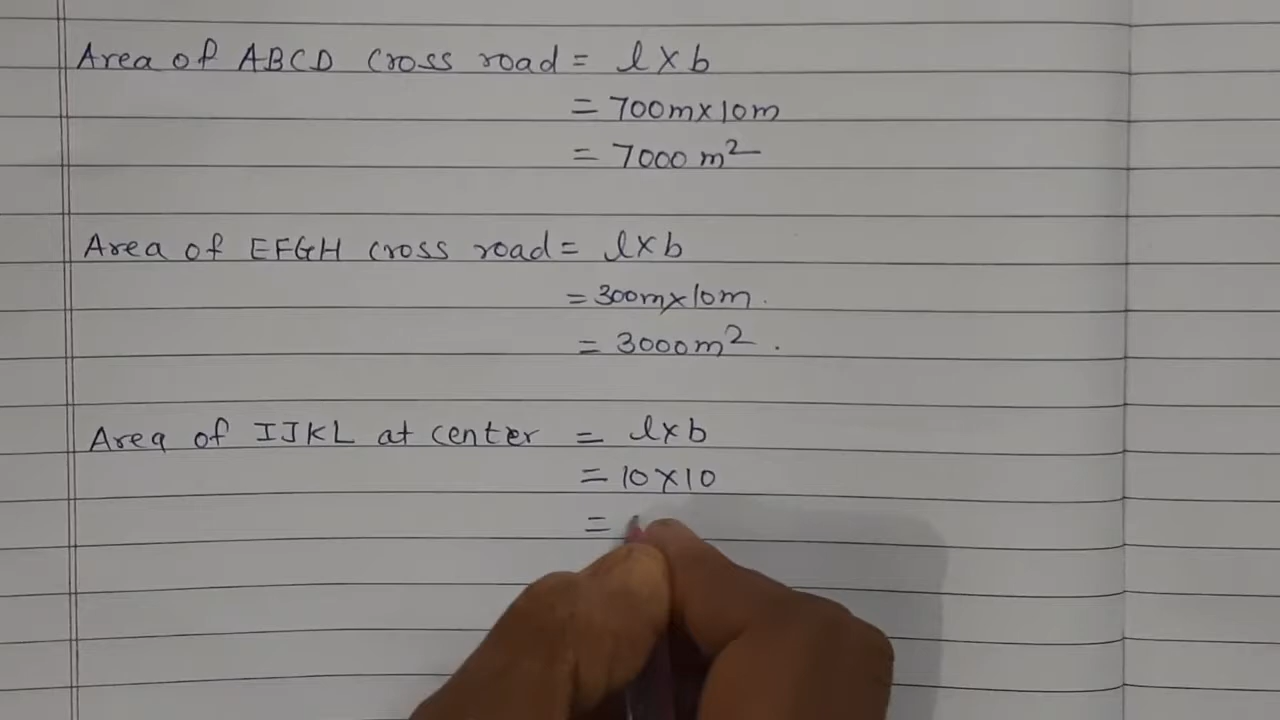 Area of ABCD cross road = l×b
= 700m×10m
= 7000 m²
Area of EFGH cross road = l×b
= 300m×10m.
= 3000m².
Area of IJKL at center = l×b
= 10×10
=